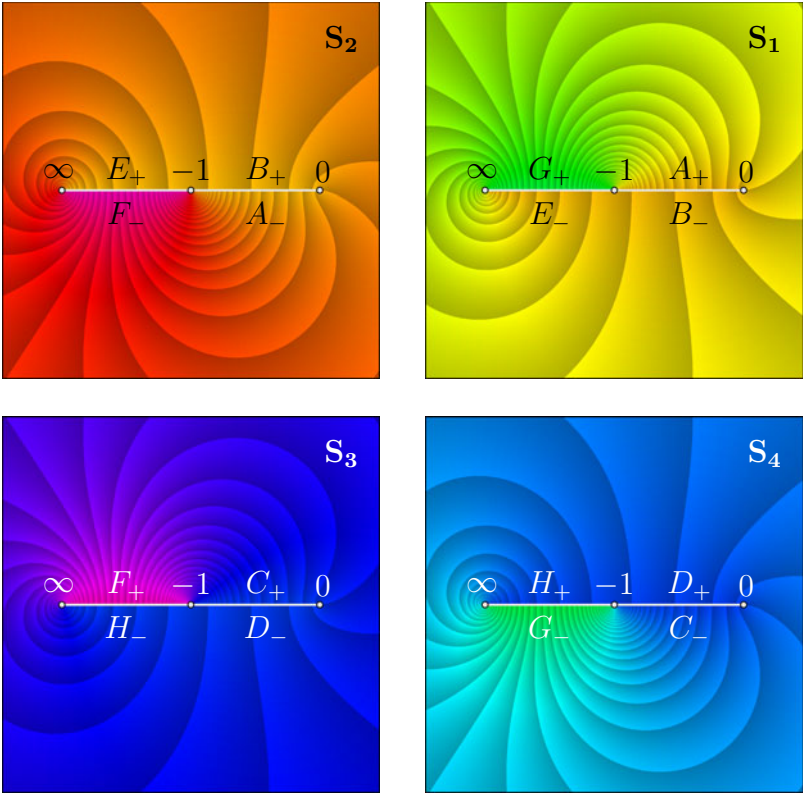 S₂
∞ E₊ −1 B₊ 0
F₋ A₋
S₁
∞ G₊ −1 A₊ 0
E₋ B₋
S₃
∞ F₊ −1 C₊ 0
H₋ D₋
S₄
∞ H₊ −1 D₊ 0
G₋ C₋